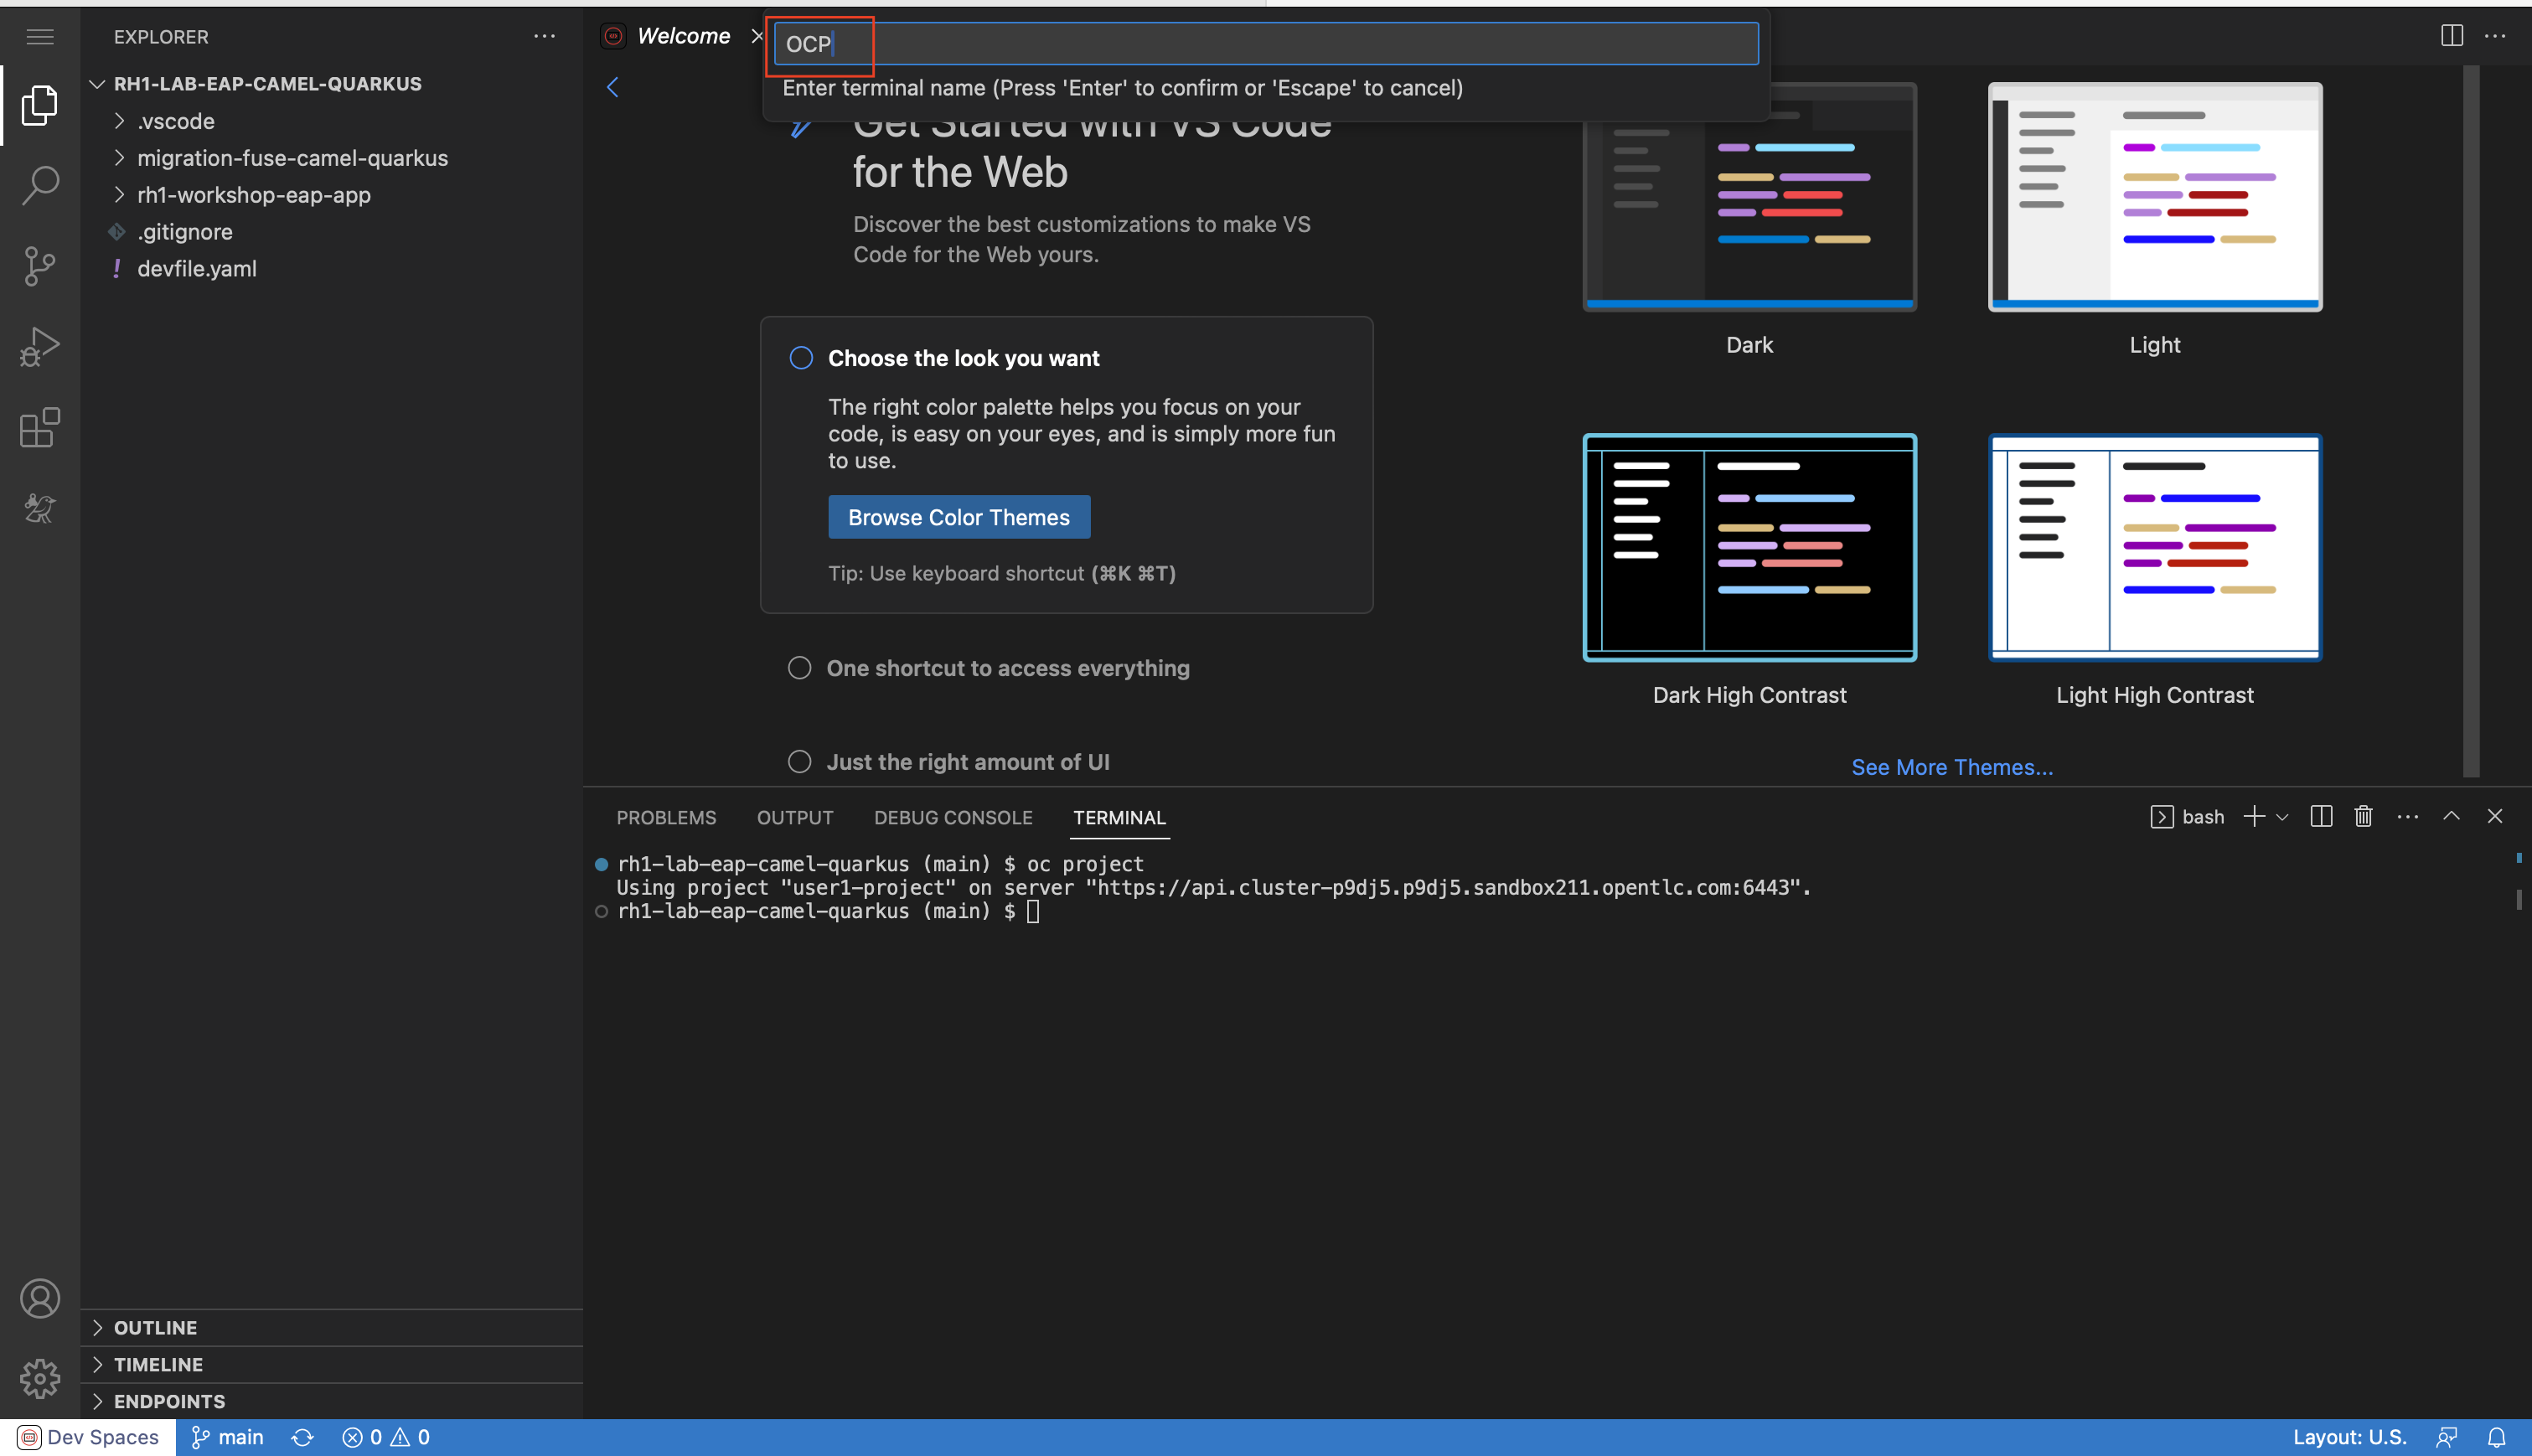 EXPLORER
RH1-LAB-EAP-CAMEL-QUARKUS
.vscode
migration-fuse-camel-quarkus
rh1-workshop-eap-app
.gitignore
! devfile.yaml
OUTLINE
TIMELINE
ENDPOINTS
Welcome
OCP
Enter terminal name (Press 'Enter' to confirm or 'Escape' to cancel)
Get Started with VS Code
for the Web
Discover the best customizations to make VS
Code for the Web yours.
Choose the look you want
The right color palette helps you focus on your
code, is easy on your eyes, and is simply more fun
to use.
Browse Color Themes
Tip: Use keyboard shortcut (⌘K ⌘T)
One shortcut to access everything
Just the right amount of UI
Dark
Light
Dark High Contrast
Light High Contrast
See More Themes...
PROBLEMS OUTPUT DEBUG CONSOLE TERMINAL
bash
rh1-lab-eap-camel-quarkus (main) $ oc project
Using project "user1-project" on server "https://api.cluster-p9dj5.p9dj5.sandbox211.opentlc.com:6443".
rh1-lab-eap-camel-quarkus (main) $
Dev Spaces main 0 0 Layout: U.S.